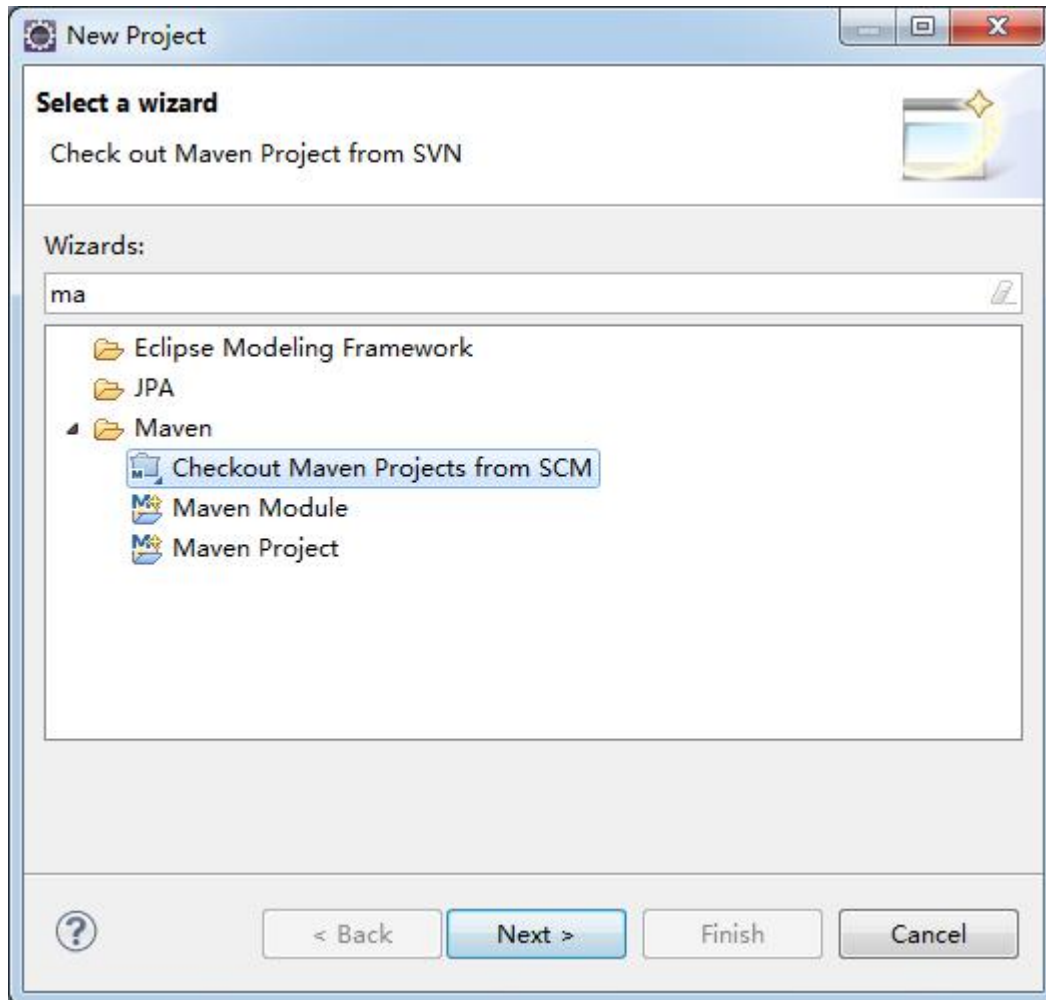 New Project
Select a wizard
Check out Maven Project from SVN
Wizards:
ma
Eclipse Modeling Framework
JPA
Maven
Checkout Maven Projects from SCM
Maven Module
Maven Project
? < Back Next > Finish Cancel